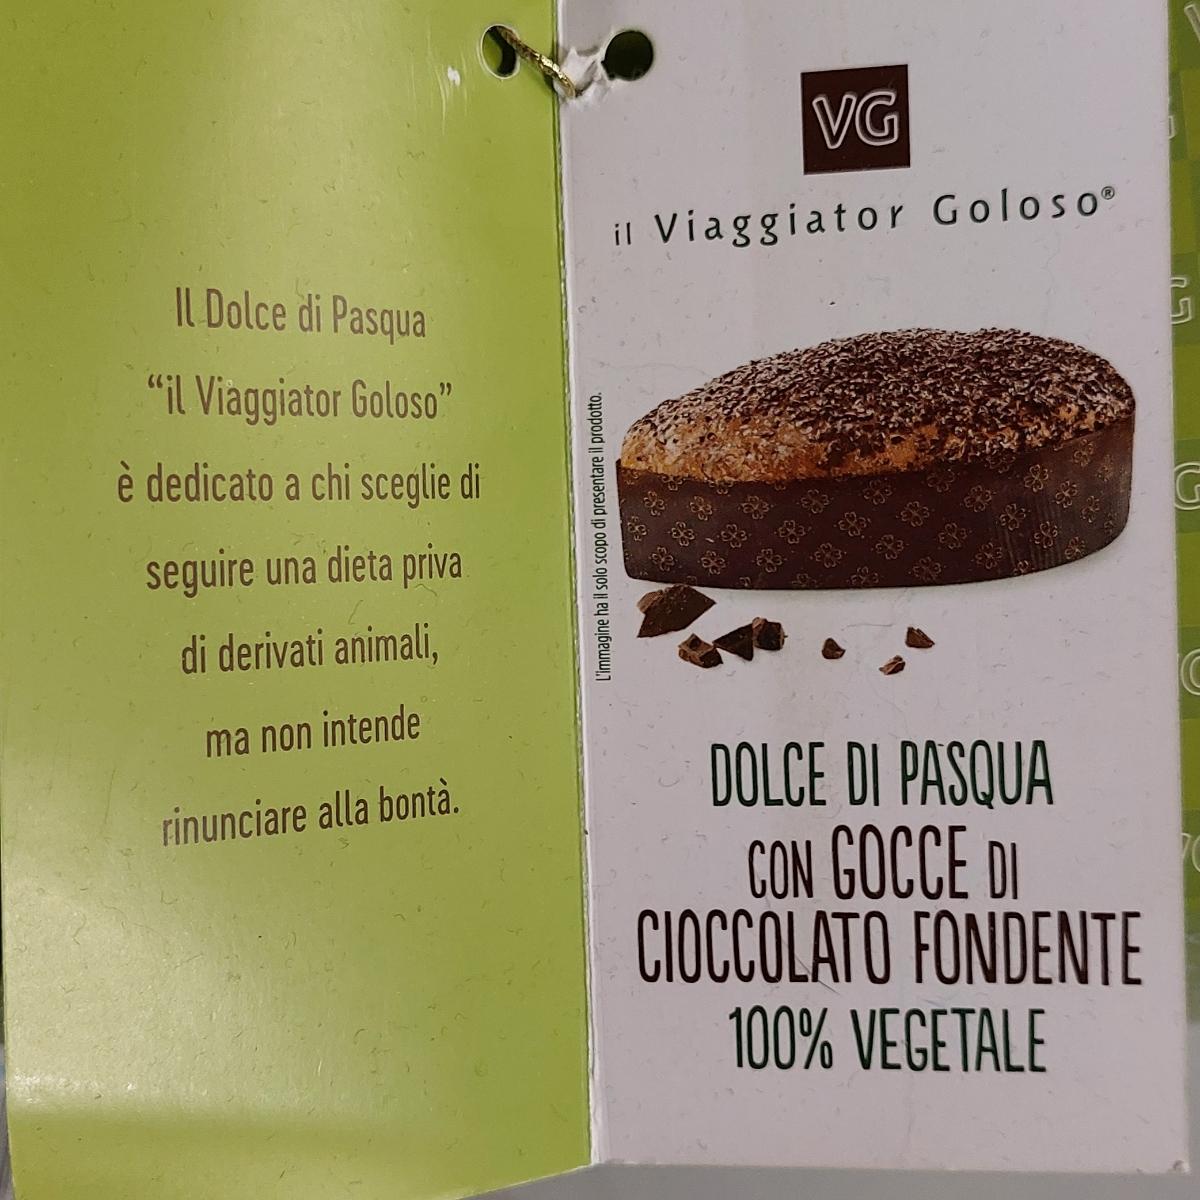 Il Dolce di Pasqua
“il Viaggiator Goloso”
è dedicato a chi sceglie di
seguire una dieta priva
di derivati animali,
ma non intende
rinunciare alla bontà.
VG
il Viaggiator Goloso®
L'immagine ha il solo scopo di presentare il prodotto.
DOLCE DI PASQUA
CON GOCCE DI
CIOCCOLATO FONDENTE
100% VEGETALE